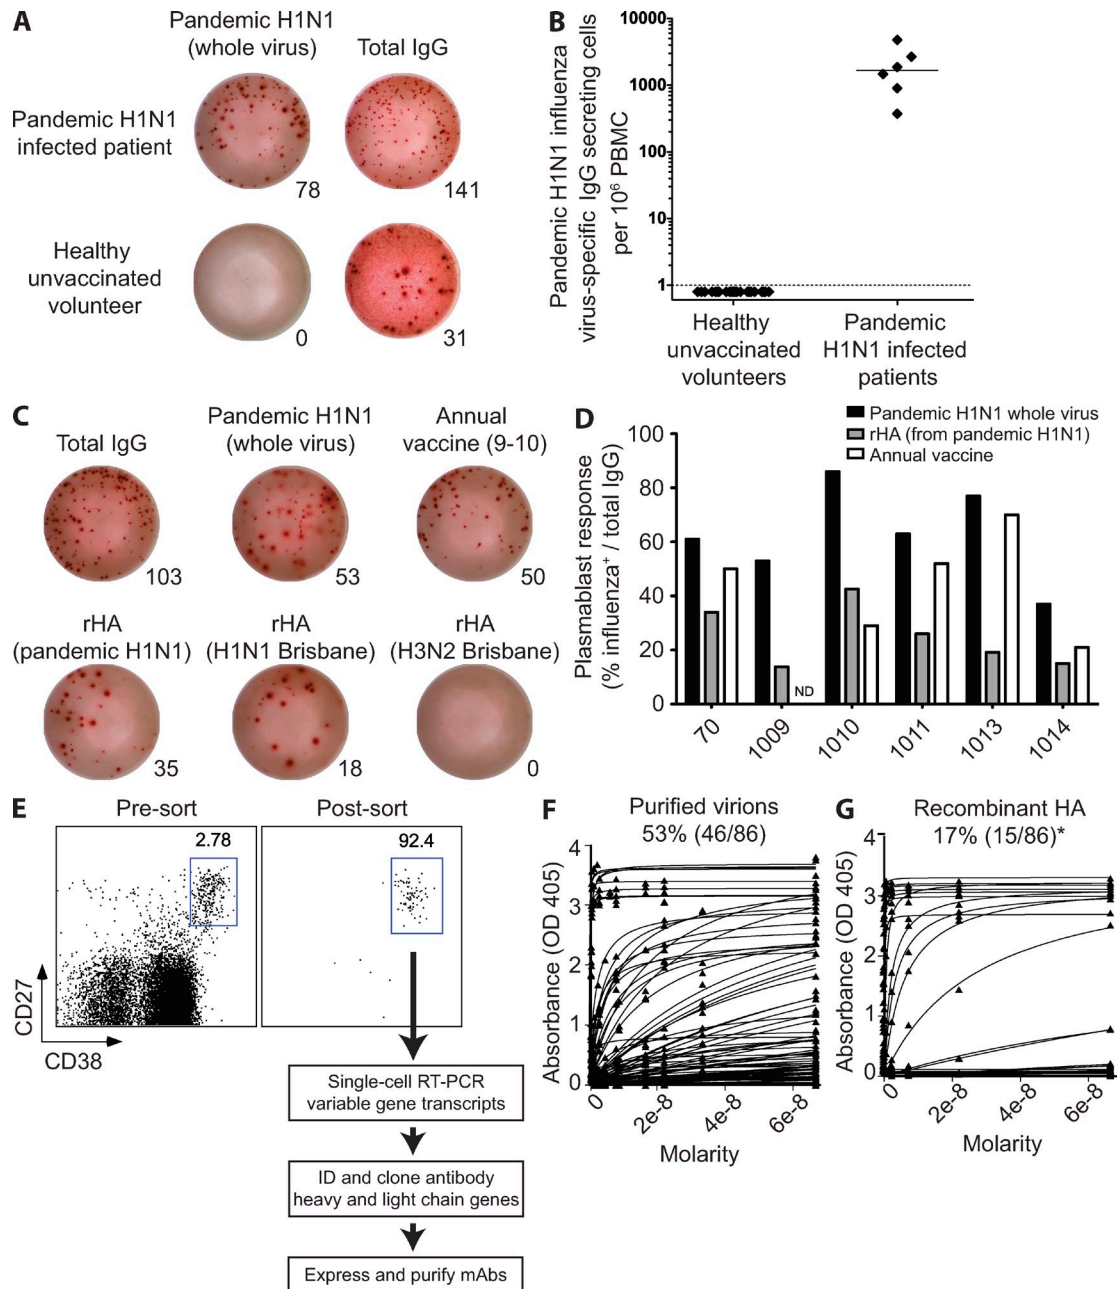 A
Pandemic H1N1
(whole virus)
Total IgG
Pandemic H1N1
infected patient
78
141
Healthy
unvaccinated
volunteer
0
31
B
Pandemic H1N1 influenza
virus-specific IgG secreting cells
per 10⁶ PBMC
10000
1000
100
10
1
Healthy
unvaccinated
volunteers
Pandemic
H1N1 infected
patients
C
Total IgG
Pandemic H1N1
(whole virus)
Annual
vaccine (9-10)
103
53
50
rHA
(pandemic H1N1)
rHA
(H1N1 Brisbane)
rHA
(H3N2 Brisbane)
35
18
0
D
Pandemic H1N1 whole virus
rHA (from pandemic H1N1)
Annual vaccine
Plasmablast response
(% influenza⁺ / total IgG)
100
80
60
40
20
0
ND
70
1009
1010
1011
1013
1014
E
Pre-sort
Post-sort
2.78
92.4
CD27
CD38
Single-cell RT-PCR
variable gene transcripts
ID and clone antibody
heavy and light chain genes
Express and purify mAbs
F
Purified virions
53% (46/86)
Absorbance (OD 405)
4
3
2
1
0
0
2e-8
4e-8
6e-8
Molarity
G
Recombinant HA
17% (15/86)*
Absorbance (OD 405)
4
3
2
1
0
0
2e-8
4e-8
6e-8
Molarity